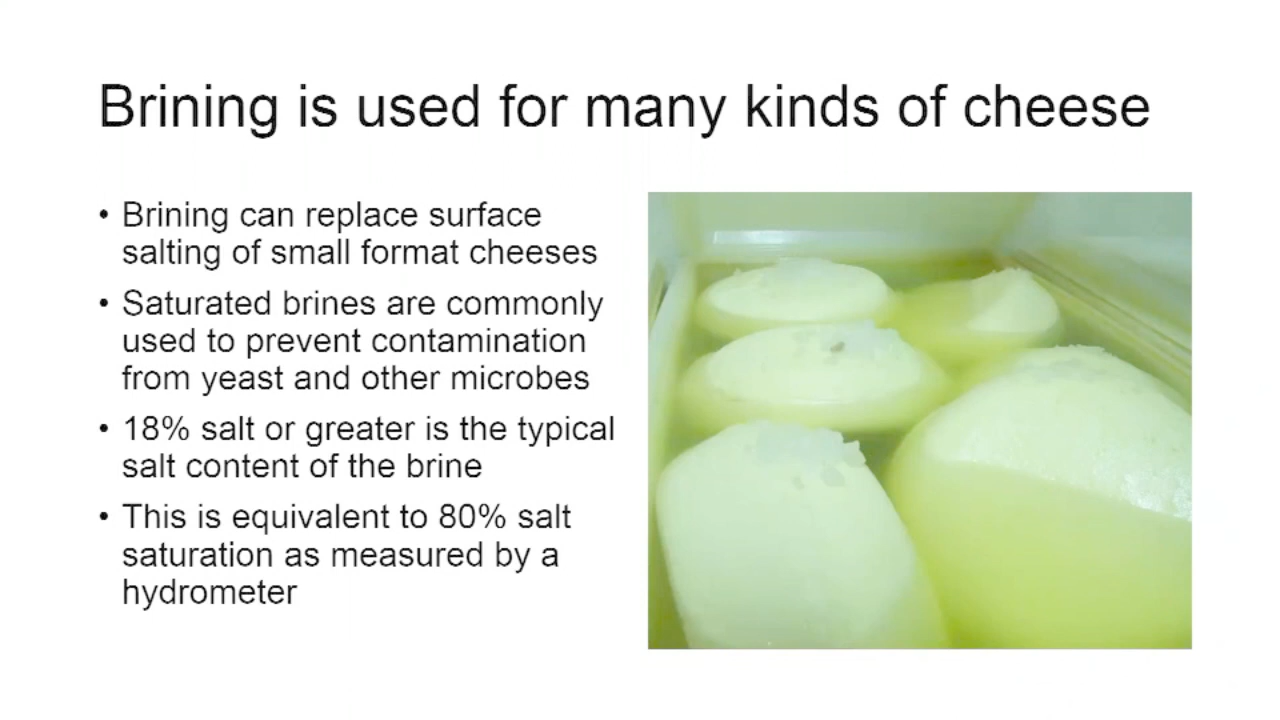 Brining is used for many kinds of cheese
• Brining can replace surface
salting of small format cheeses
• Saturated brines are commonly
used to prevent contamination
from yeast and other microbes
• 18% salt or greater is the typical
salt content of the brine
• This is equivalent to 80% salt
saturation as measured by a
hydrometer